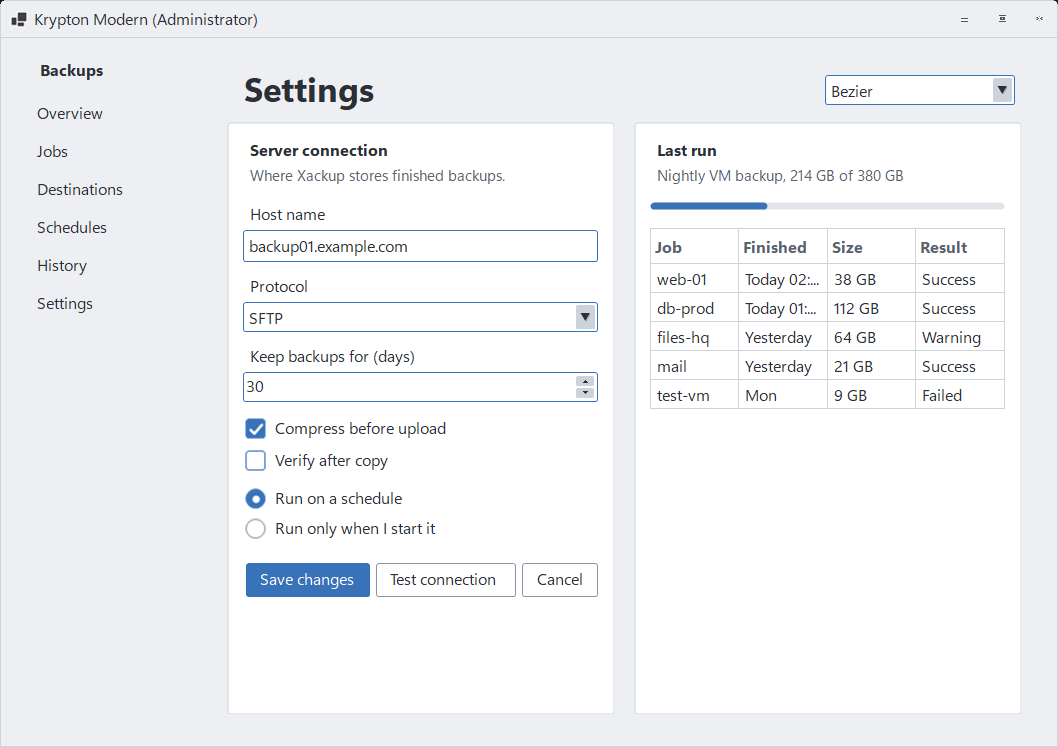 Krypton Modern (Administrator)
Backups
Overview
Jobs
Destinations
Schedules
History
Settings
Settings
Bezier
Server connection
Where Xackup stores finished backups.
Host name
backup01.example.com
Protocol
SFTP
Keep backups for (days)
30
Compress before upload
Verify after copy
Run on a schedule
Run only when I start it
Save changes Test connection Cancel
Last run
Nightly VM backup, 214 GB of 380 GB
Job Finished Size Result
web-01 Today 02:... 38 GB Success
db-prod Today 01:... 112 GB Success
files-hq Yesterday 64 GB Warning
mail Yesterday 21 GB Success
test-vm Mon 9 GB Failed